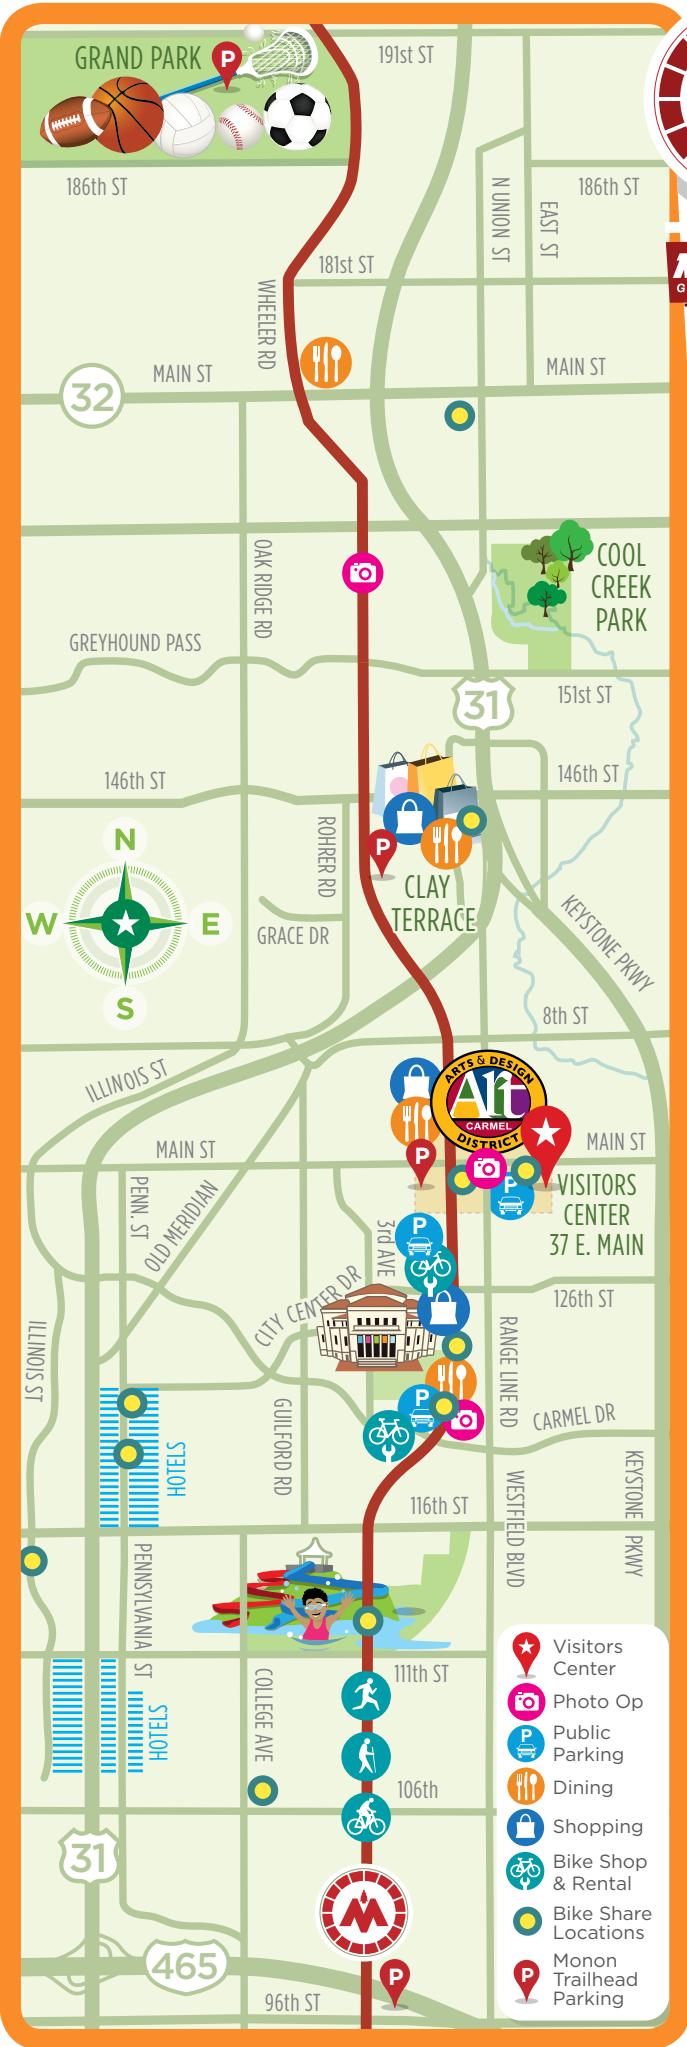 GRAND PARK
P
191st ST
186th ST
186th ST
N UNION ST
EAST ST
181st ST
WHEELER RD
G
MAIN ST
MAIN ST
32
OAK RIDGE RD
COOL
CREEK
PARK
GREYHOUND PASS
151st ST
31
146th ST
146th ST
ROHRER RD
P
CLAY
TERRACE
N
W
E
S
GRACE DR
KEYSTONE PKWY
8th ST
ILLINOIS ST
ARTS & DESIGN
Art
CARMEL
DISTRICT
MAIN ST
MAIN ST
P
P
PENN. ST
OLD MERIDIAN
VISITORS
CENTER
37 E. MAIN
3rd AVE
P
CITY CENTER DR
126th ST
ILLINOIS ST
RANGE LINE RD
P
HOTELS
GUILFORD RD
CARMEL DR
KEYSTONE PKWY
WESTFIELD BLVD
116th ST
PENNSYLVANIA ST
111th ST
HOTELS
COLLEGE AVE
106th
31
M
465
P
96th ST
Visitors
Center
Photo Op
P
Public
Parking
Dining
Shopping
Bike Shop
& Rental
Bike Share
Locations
P
Monon
Trailhead
Parking